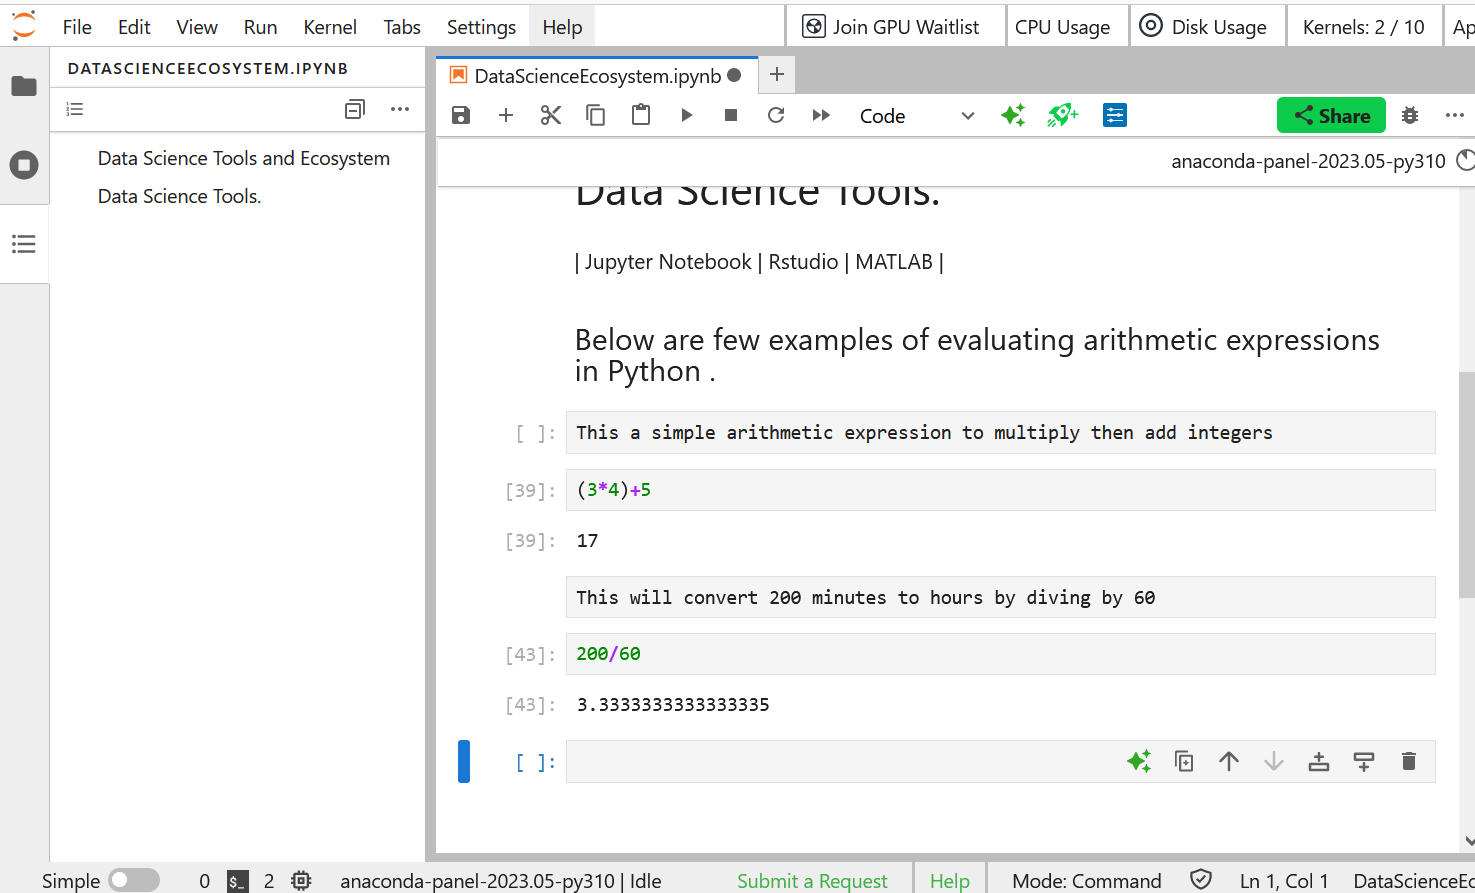 File Edit View Run Kernel Tabs Settings Help Join GPU Waitlist CPU Usage Disk Usage Kernels: 2 / 10 Ap
DATASCIENCEECOSYSTEM.IPYNB
DataScienceEcosystem.ipynb
Code
Share
Data Science Tools and Ecosystem
Data Science Tools.
anaconda-panel-2023.05-py310
Data Science Tools.
| Jupyter Notebook | Rstudio | MATLAB |
Below are few examples of evaluating arithmetic expressions
in Python .
[ ]: This a simple arithmetic expression to multiply then add integers
[39]: (3*4)+5
[39]: 17
This will convert 200 minutes to hours by diving by 60
[43]: 200/60
[43]: 3.3333333333333335
[ ]:
Simple 0 $_ 2 anaconda-panel-2023.05-py310 | Idle Submit a Request Help Mode: Command Ln 1, Col 1 DataScienceEc